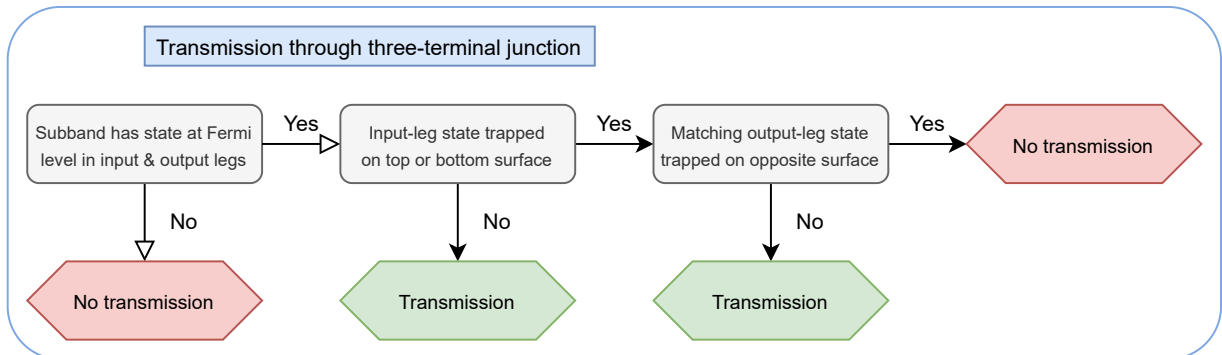 Transmission through three-terminal junction
Subband has state at Fermi
level in input & output legs
Yes
Input-leg state trapped
on top or bottom surface
Yes
Matching output-leg state
trapped on opposite surface
Yes
No transmission
No
No
No
No transmission
Transmission
Transmission